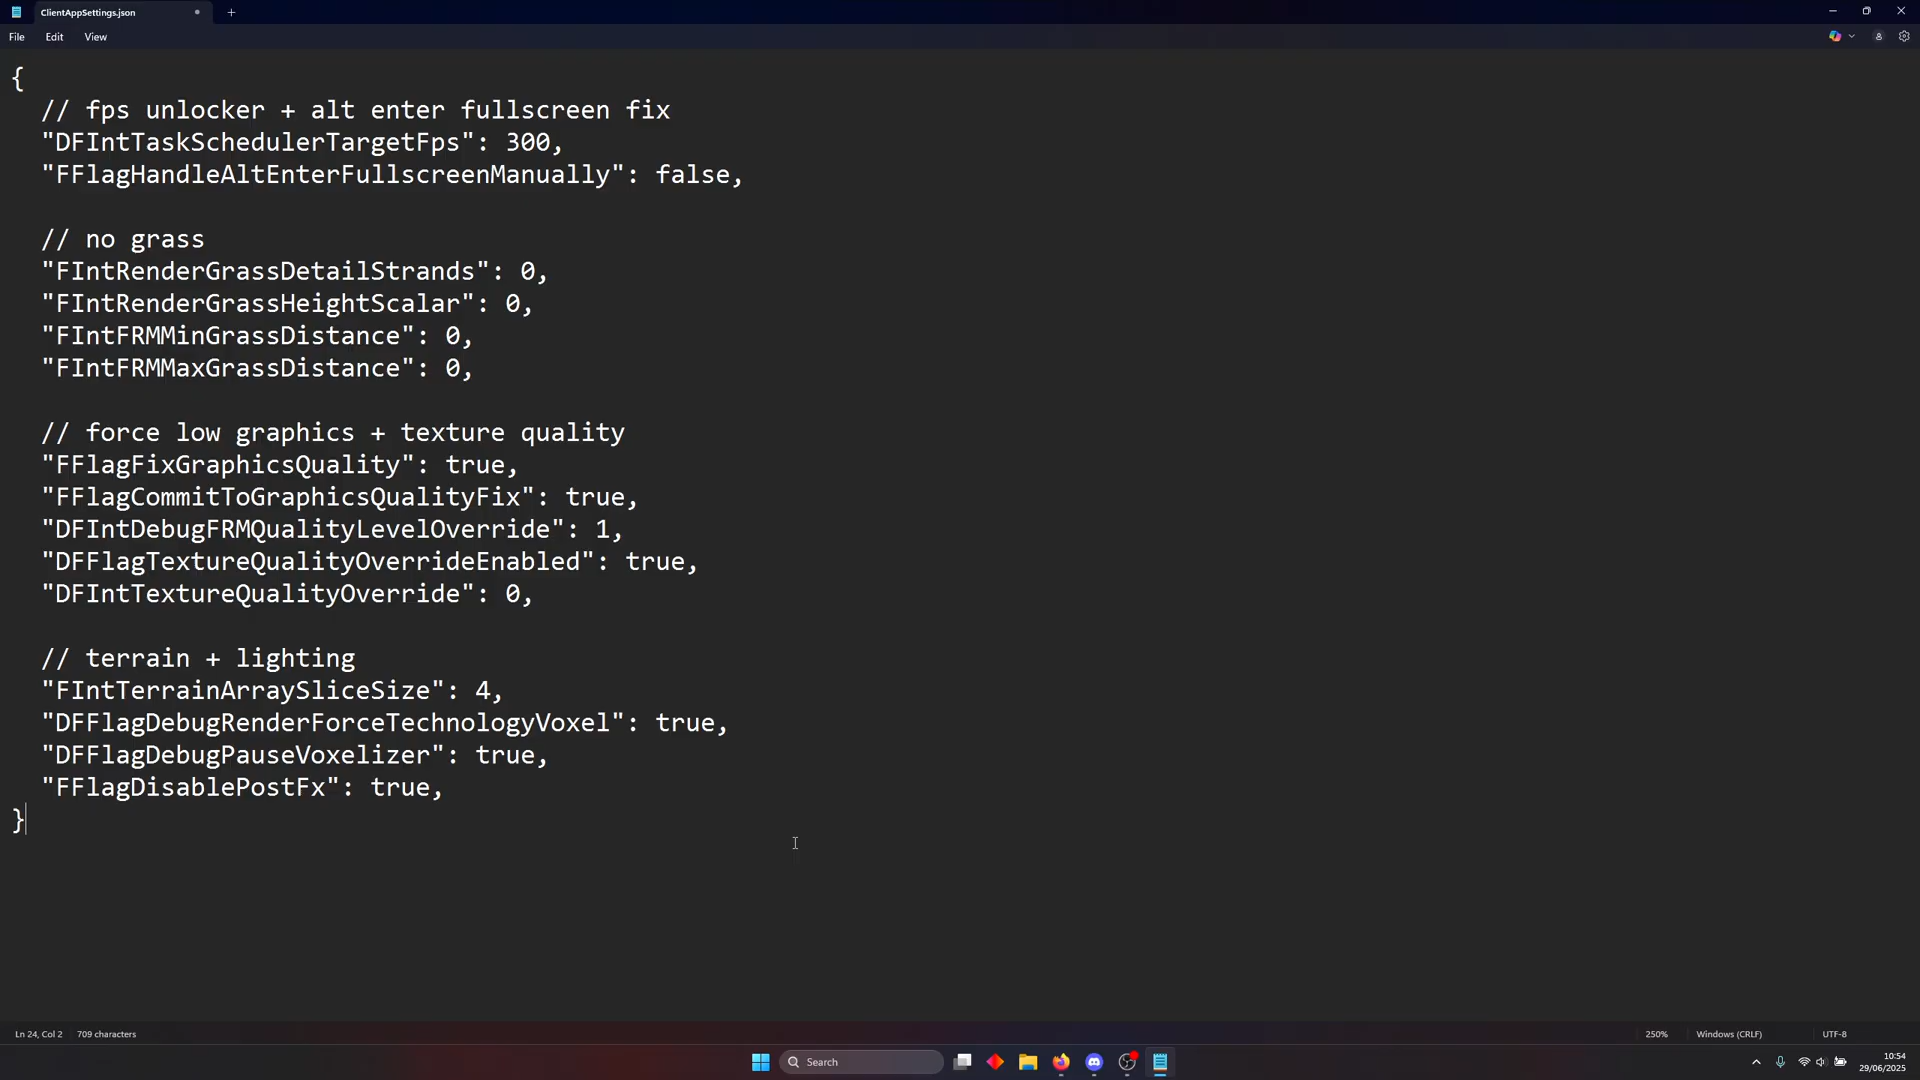 ClientAppSettings.json
File Edit View
{
// fps unlocker + alt enter fullscreen fix
"DFIntTaskSchedulerTargetFps": 300,
"FFlagHandleAltEnterFullscreenManually": false,
// no grass
"FIntRenderGrassDetailStrands": 0,
"FIntRenderGrassHeightScalar": 0,
"FIntFRMMinGrassDistance": 0,
"FIntFRMMaxGrassDistance": 0,
// force low graphics + texture quality
"FFlagFixGraphicsQuality": true,
"FFlagCommitToGraphicsQualityFix": true,
"DFIntDebugFRMQualityLevelOverride": 1,
"DFFlagTextureQualityOverrideEnabled": true,
"DFIntTextureQualityOverride": 0,
// terrain + lighting
"FIntTerrainArraySliceSize": 4,
"DFFlagDebugRenderForceTechnologyVoxel": true,
"DFFlagDebugPauseVoxelizer": true,
"FFlagDisablePostFx": true,
}
Ln 24, Col 2 709 characters 250% Windows (CRLF) UTF-8
Search
10:54
29/06/2025